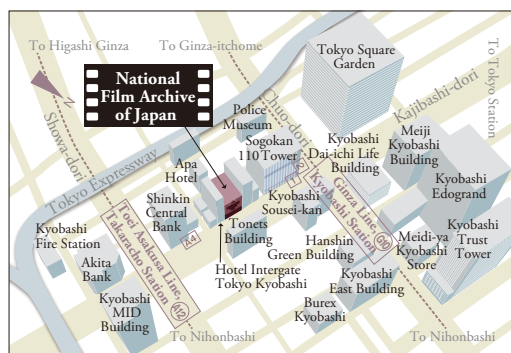 To Higashi Ginza
To Ginza-itchome
Tokyo Square
Garden
To Tokyo Station
National
Film Archive
of Japan
Police
Museum
Chuo-dori
Kajibashi-dori
Showa-dori
Sogokan
110 Tower
Kyobashi
Dai-ichi Life
Building
Meiji
Kyobashi
Building
Apa
Hotel
Tokyo Expressway
Kyobashi
Edogrand
Shinkin
Central
Bank
Kyobashi
Sousei-kan
Ginza Line,
Kyobashi Station
G10
Kyobashi
Fire Station
Toei Asakusa Line,
Takaracho Station
A12
A4
Tonets
Building
Hanshin
Green Building
Meidi-ya
Kyobashi
Store
Kyobashi
Trust
Tower
Akita
Bank
Hotel Intergate
Tokyo Kyobashi
Kyobashi
East Building
Kyobashi
MID
Building
Burex
Kyobashi
To Nihonbashi
To Nihonbashi